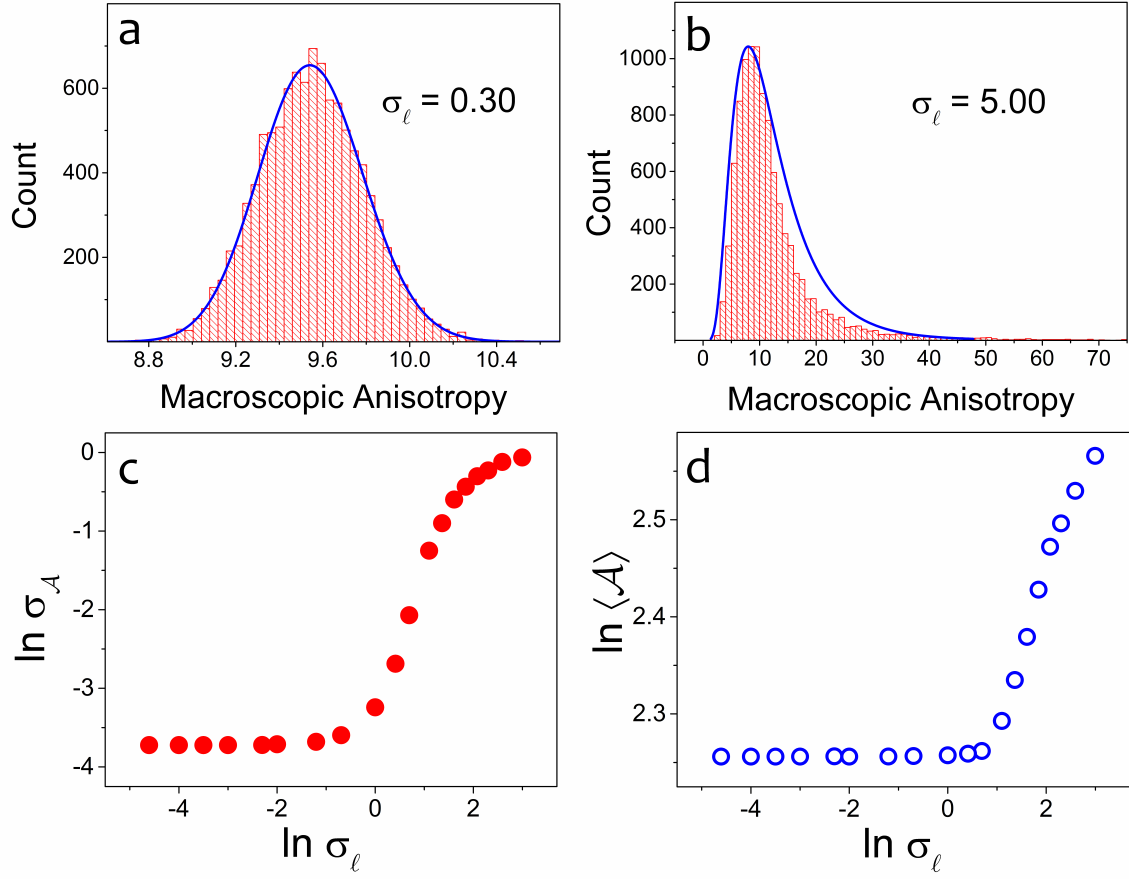 a
σℓ = 0.30
Count
600
400
200
8.8 9.2 9.6 10.0 10.4
Macroscopic Anisotropy
b
σℓ = 5.00
Count
1000
800
600
400
200
0
0 10 20 30 40 50 60 70
Macroscopic Anisotropy
c
ln σ𝒜
0
-1
-2
-3
-4
-4 -2 0 2
ln σℓ
d
ln ⟨𝒜⟩
2.5
2.4
2.3
-4 -2 0 2
ln σℓ